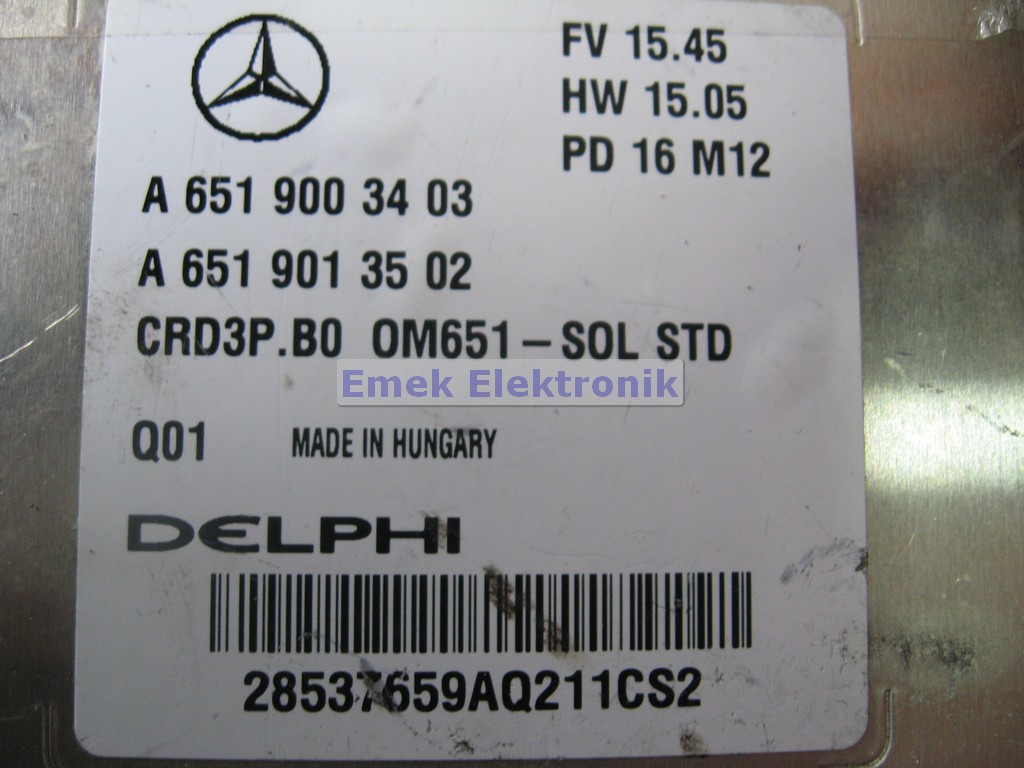 FV 15.45
HW 15.05
PD 16 M12
A 651 900 34 03
A 651 901 35 02
CRD3P.B0 OM651-SOL STD
Emek Elektronik
Q01 MADE IN HUNGARY
DELPHI
28537659AQ211CS2